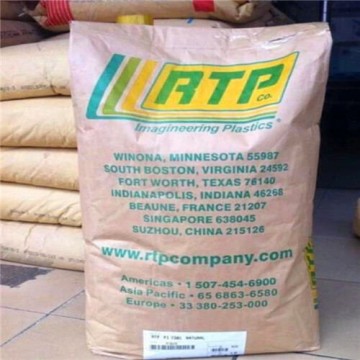 RTP Co.
Imagineering Plastics®
WINONA, MINNESOTA 55987
SOUTH BOSTON, VIRGINIA 24592
FORT WORTH, TEXAS 76140
INDIANAPOLIS, INDIANA 46268
BEAUNE, FRANCE 21207
SINGAPORE 638045
SUZHOU, CHINA 215126
www.rtpcompany.com
Americas • 1 507-454-6900
Asia Pacific • 65 6863-6580
Europe • 33 380-253-000
NATURAL